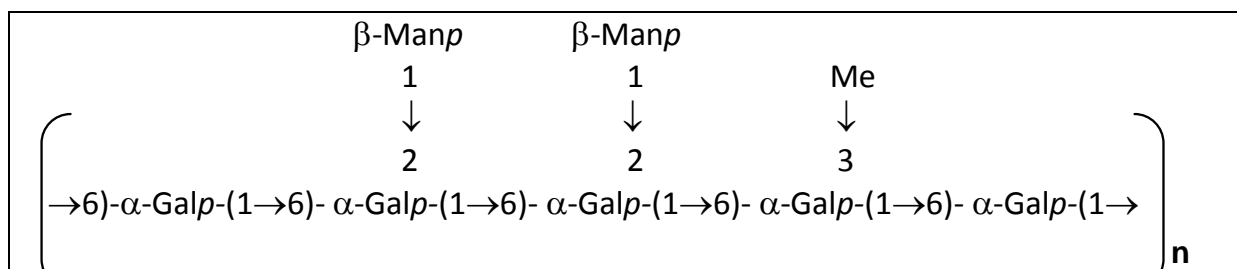 β-Manp β-Manp
1 1 Me
↓ ↓ ↓
2 2 3
→6)-α-Galp-(1→6)- α-Galp-(1→6)- α-Galp-(1→6)- α-Galp-(1→6)- α-Galp-(1→
n